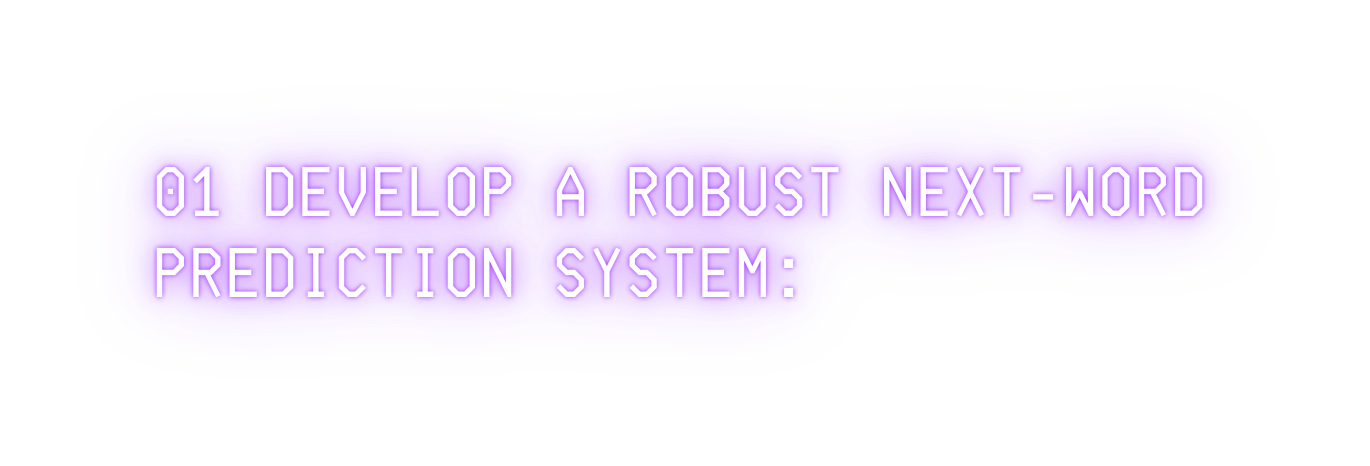 01 DEVELOP A ROBUST NEXT-WORD
PREDICTION SYSTEM: